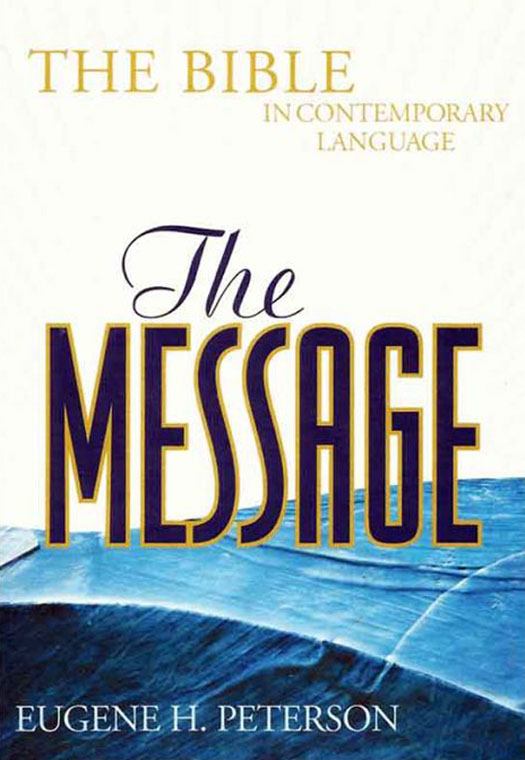 THE BIBLE
IN CONTEMPORARY
LANGUAGE
The
MESSAGE
EUGENE H. PETERSON